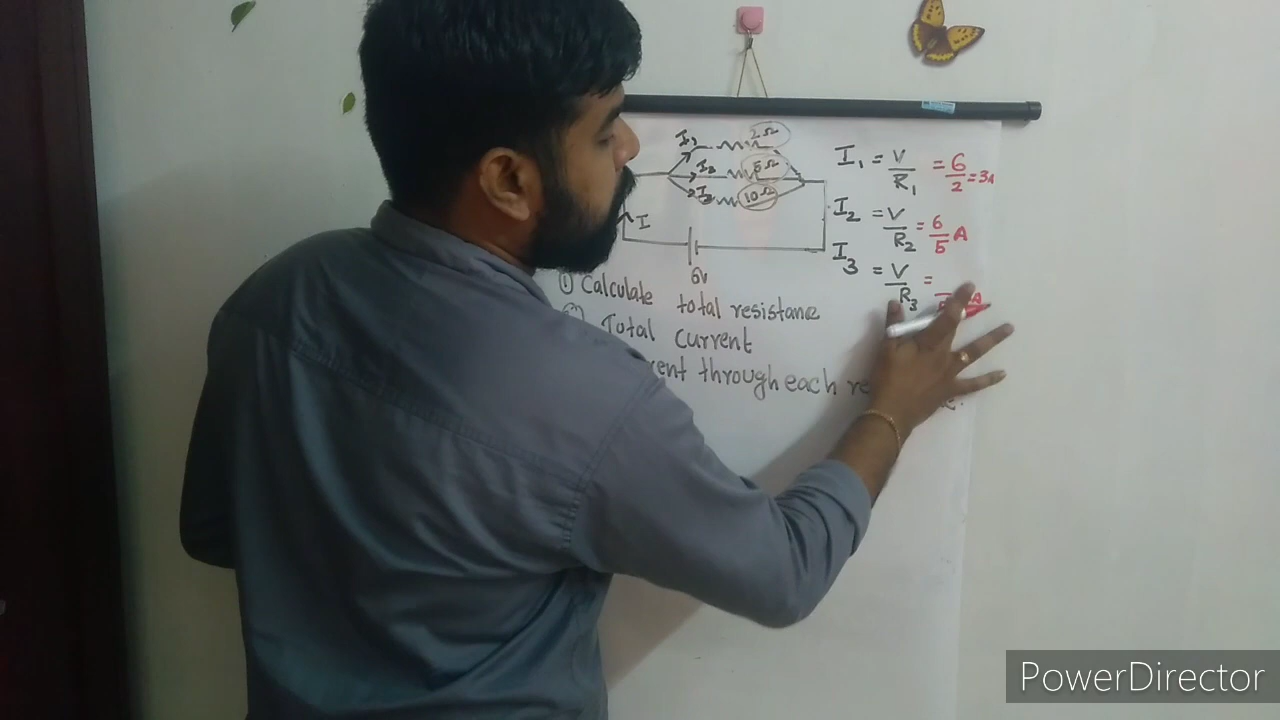 I₁ 2Ω
I₂ 5Ω
I₃ 10Ω
I
6V
① Calculate total resistance
Total current
through each
I₁ = V/R₁ = 6/2 = 3A
I₂ = V/R₂ = 6/5 A
I₃ = V/R₃ =
PowerDirector